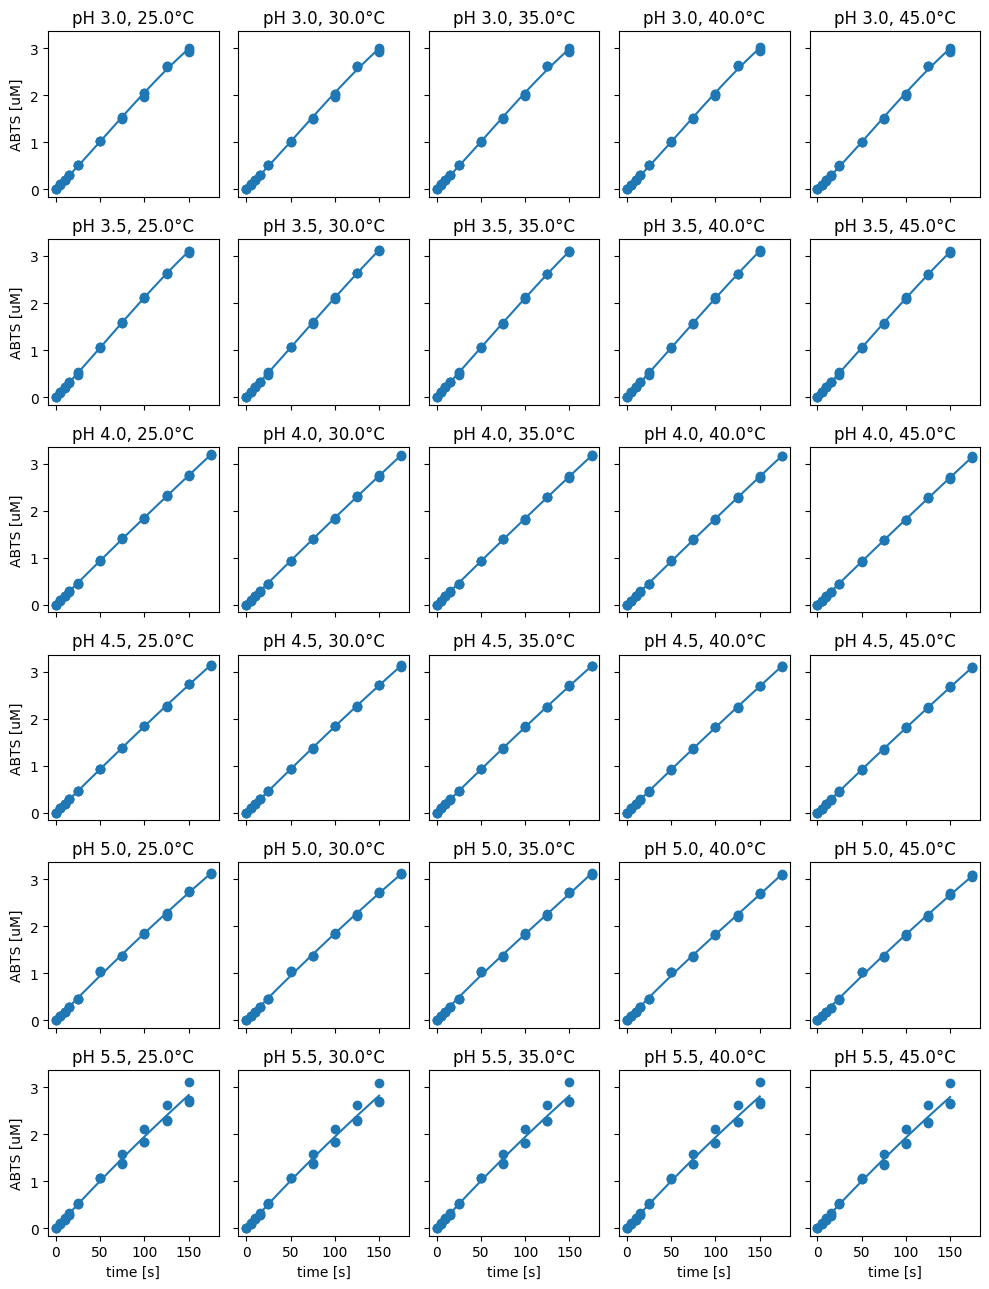 pH 3.0, 25.0°C pH 3.0, 30.0°C pH 3.0, 35.0°C pH 3.0, 40.0°C pH 3.0, 45.0°C
3
2
1
0
ABTS [uM]
pH 3.5, 25.0°C pH 3.5, 30.0°C pH 3.5, 35.0°C pH 3.5, 40.0°C pH 3.5, 45.0°C
3
2
1
0
ABTS [uM]
pH 4.0, 25.0°C pH 4.0, 30.0°C pH 4.0, 35.0°C pH 4.0, 40.0°C pH 4.0, 45.0°C
3
2
1
0
ABTS [uM]
pH 4.5, 25.0°C pH 4.5, 30.0°C pH 4.5, 35.0°C pH 4.5, 40.0°C pH 4.5, 45.0°C
3
2
1
0
ABTS [uM]
pH 5.0, 25.0°C pH 5.0, 30.0°C pH 5.0, 35.0°C pH 5.0, 40.0°C pH 5.0, 45.0°C
3
2
1
0
ABTS [uM]
pH 5.5, 25.0°C pH 5.5, 30.0°C pH 5.5, 35.0°C pH 5.5, 40.0°C pH 5.5, 45.0°C
3
2
1
0
ABTS [uM]
0 50 100 150 0 50 100 150 0 50 100 150 0 50 100 150 0 50 100 150
time [s] time [s] time [s] time [s] time [s]